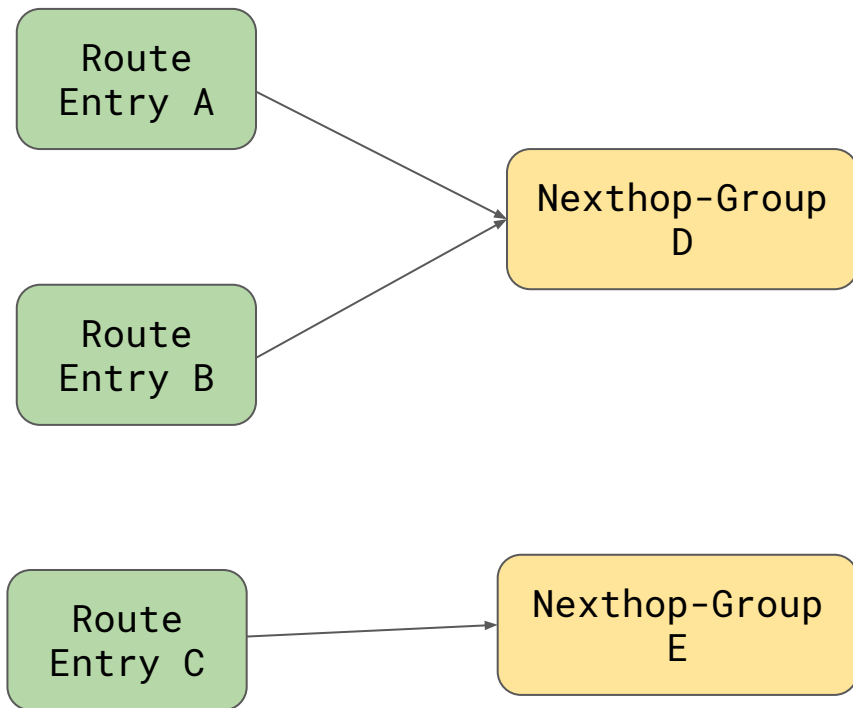 Route
Entry A
Nexthop-Group
D
Route
Entry B
Route
Entry C
Nexthop-Group
E